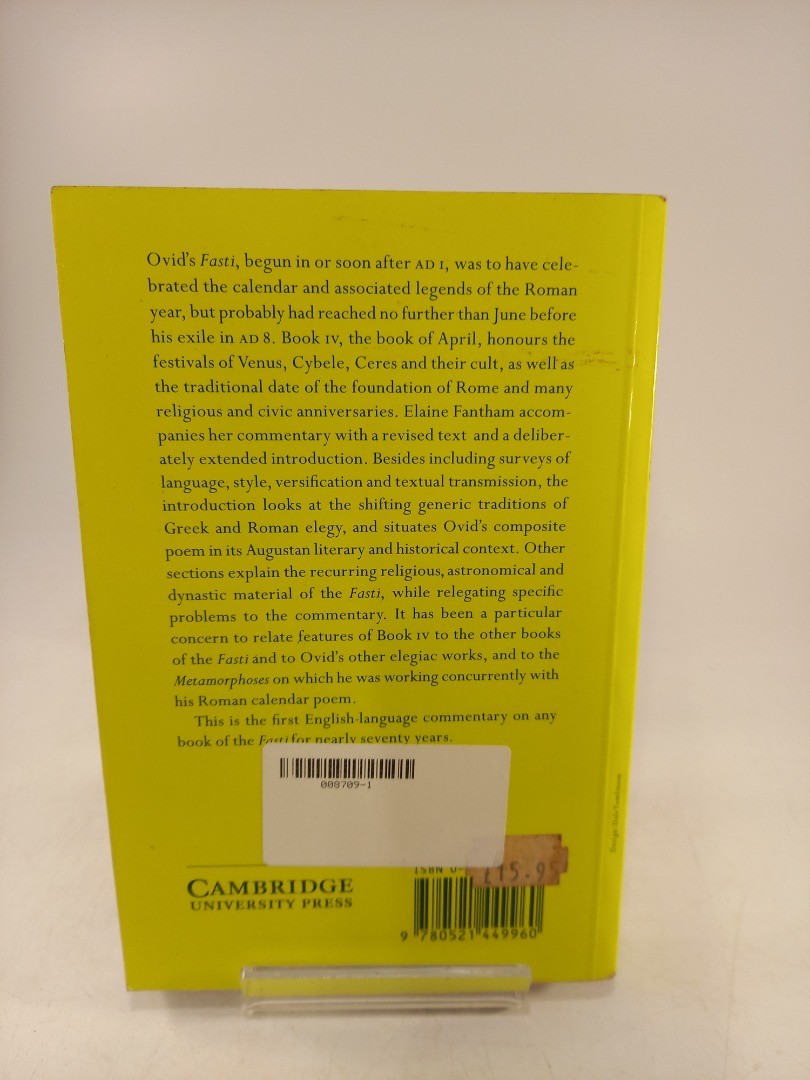 Ovid's Fasti, begun in or soon after AD 1, was to have cele-
brated the calendar and associated legends of the Roman
year, but probably had reached no further than June before
his exile in AD 8. Book IV, the book of April, honours the
festivals of Venus, Cybele, Ceres and their cult, as well as
the traditional date of the foundation of Rome and many
religious and civic anniversaries. Elaine Fantham accom-
panies her commentary with a revised text and a deliber-
ately extended introduction. Besides including surveys of
language, style, versification and textual transmission, the
introduction looks at the shifting generic traditions of
Greek and Roman elegy, and situates Ovid's composite
poem in its Augustan literary and historical context. Other
sections explain the recurring religious, astronomical and
dynastic material of the Fasti, while relegating specific
problems to the commentary. It has been a particular
concern to relate features of Book IV to the other books
of the Fasti and to Ovid's other elegiac works, and to the
Metamorphoses on which he was working concurrently with
his Roman calendar poem.
This is the first English-language commentary on any
book of the Fasti for nearly seventy years.
008709-1
CAMBRIDGE
UNIVERSITY PRESS
ISBN 0-
£15.95
9 780521 449960